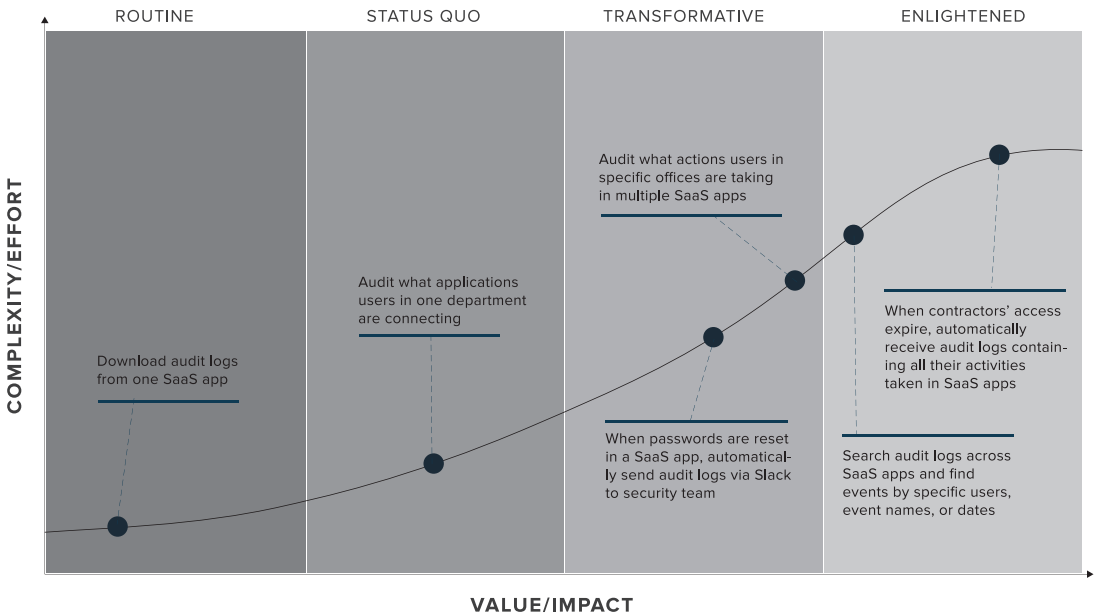 ROUTINE
STATUS QUO
TRANSFORMATIVE
ENLIGHTENED
COMPLEXITY/EFFORT
Download audit logs
from one SaaS app
Audit what applications
users in one department
are connecting
Audit what actions users in
specific offices are taking
in multiple SaaS apps
When passwords are reset
in a SaaS app, automatical-
ly send audit logs via Slack
to security team
When contractors’ access
expire, automatically
receive audit logs contain-
ing all their activities
taken in SaaS apps
Search audit logs across
SaaS apps and find
events by specific users,
event names, or dates
VALUE/IMPACT